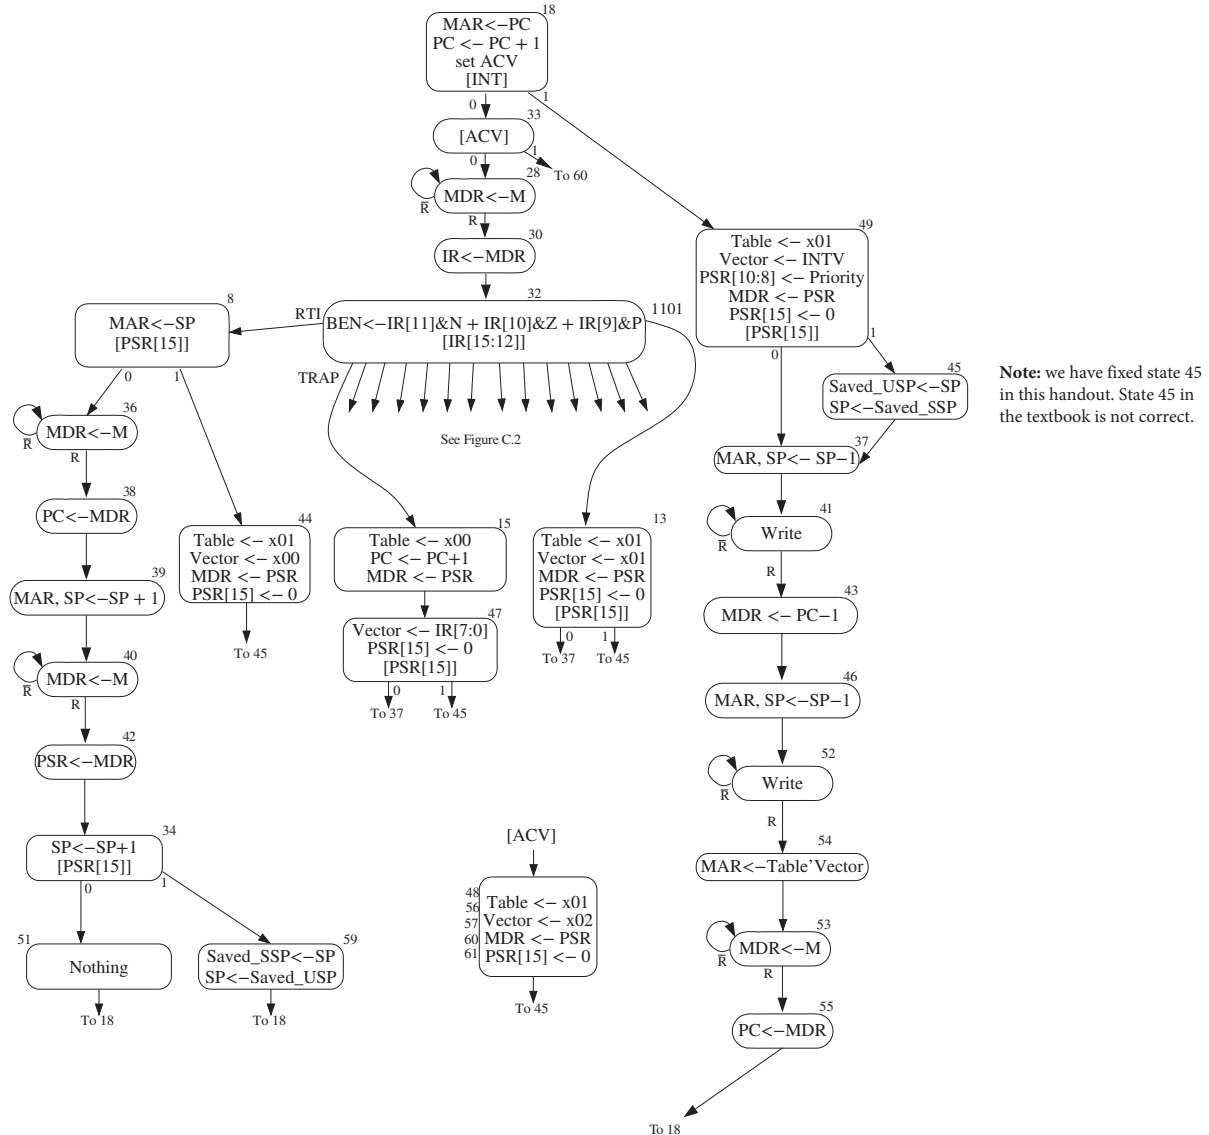 18
MAR<−PC
PC <− PC + 1
set ACV
[INT]
0
1
33
[ACV]
0
1
To 60
28
MDR<−M
R̅
R
30
IR<−MDR
32
BEN<−IR[11]&N + IR[10]&Z + IR[9]&P
[IR[15:12]]
RTI
1101
TRAP
See Figure C.2
8
MAR<−SP
[PSR[15]]
0
1
36
MDR<−M
R̅
R
38
PC<−MDR
39
MAR, SP<−SP + 1
40
MDR<−M
R̅
R
42
PSR<−MDR
34
SP<−SP+1
[PSR[15]]
0
1
51
Nothing
To 18
59
Saved_SSP<−SP
SP<−Saved_USP
To 18
44
Table <− x01
Vector <− x00
MDR <− PSR
PSR[15] <− 0
To 45
15
Table <− x00
PC <− PC+1
MDR <− PSR
47
Vector <− IR[7:0]
PSR[15] <− 0
[PSR[15]]
0
1
To 37
To 45
13
Table <− x01
Vector <− x01
MDR <− PSR
PSR[15] <− 0
[PSR[15]]
0
1
To 37
To 45
[ACV]
48
56
57
60
61
Table <− x01
Vector <− x02
MDR <− PSR
PSR[15] <− 0
To 45
49
Table <− x01
Vector <− INTV
PSR[10:8] <− Priority
MDR <− PSR
PSR[15] <− 0
[PSR[15]]
0
1
45
Saved_USP<−SP
SP<−Saved_SSP
37
MAR, SP<− SP−1
41
Write
R̅
R
43
MDR <− PC−1
46
MAR, SP<−SP−1
52
Write
R̅
R
54
MAR<−Table'Vector
53
MDR<−M
R̅
R
55
PC<−MDR
To 18
Note: we have fixed state 45
in this handout. State 45 in
the textbook is not correct.